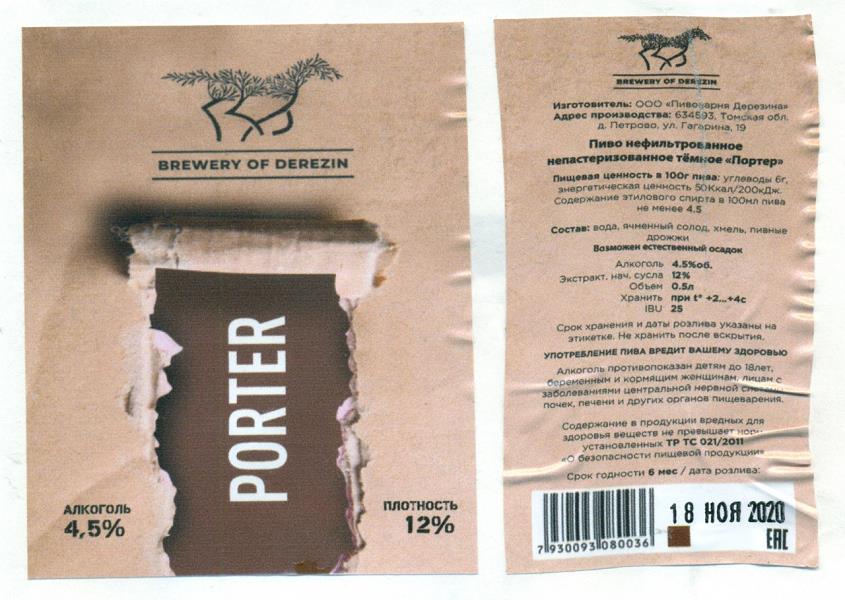 BREWERY OF DEREZIN
PORTER
АЛКОГОЛЬ
4,5%
ПЛОТНОСТЬ
12%
BREWERY OF DEREZIN
Изготовитель: ООО «Пивоварня Дерезина»
Адрес производства: 634593, Томская обл.
д. Петрово, ул. Гагарина, 19
Пиво нефильтрованное
непастеризованное тёмное «Портер»
Пищевая ценность в 100г пива: углеводы 6г,
энергетическая ценность 50Ккал/200кДж.
Содержание этилового спирта в 100мл пива
не менее 4.5
Состав: вода, ячменный солод, хмель, пивные
дрожжи
Возможен естественный осадок
Алкоголь 4.5%об.
Экстракт. нач. сусла 12%
Объем 0.5л
Хранить при t° +2...+4с
IBU 25
Срок хранения и даты розлива указаны на
этикетке. Не хранить после вскрытия.
УПОТРЕБЛЕНИЕ ПИВА ВРЕДИТ ВАШЕМУ ЗДОРОВЬЮ
Алкоголь противопоказан детям до 18лет,
беременным и кормящим женщинам, лицам с
заболеваниями центральной нервной системы,
почек, печени и других органов пищеварения.
Содержание в продукции вредных для
здоровья веществ не превышает норм
установленных ТР ТС 021/2011
«О безопасности пищевой продукции»
Срок годности 6 мес / дата розлива:
18 НОЯ 2020
7 930093 080036
EAC